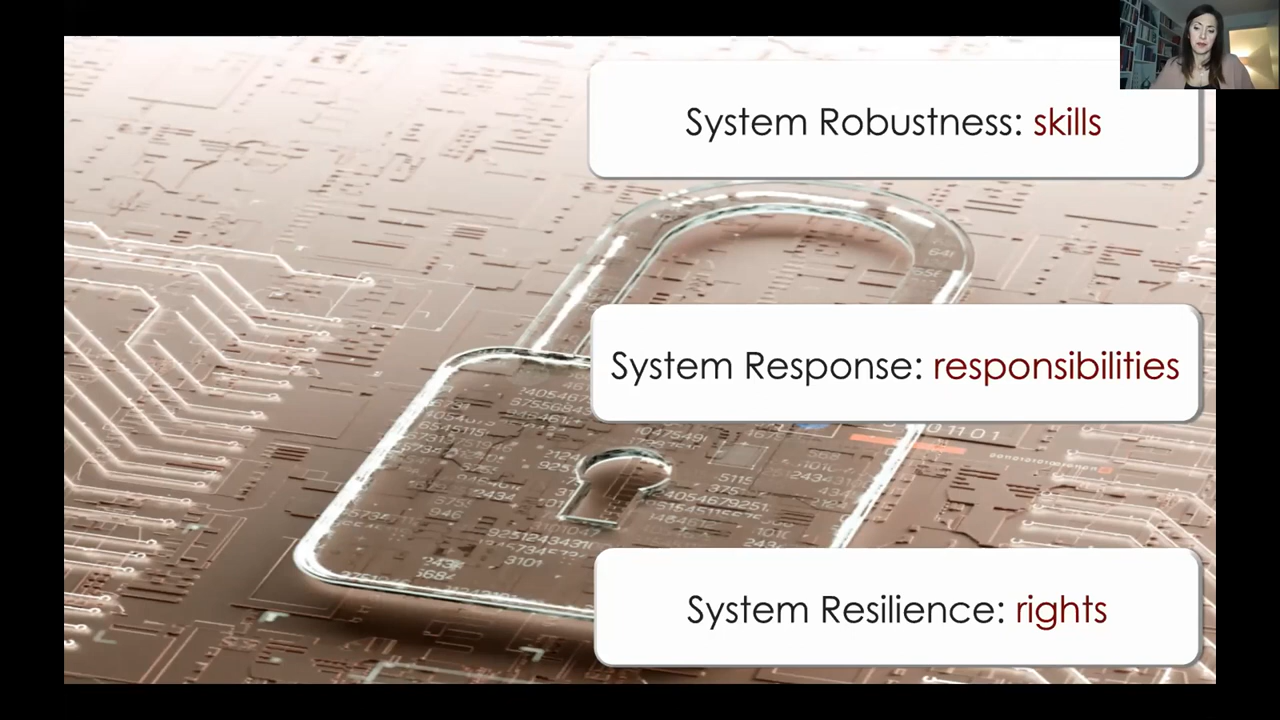 System Robustness: skills
System Response: responsibilities
System Resilience: rights